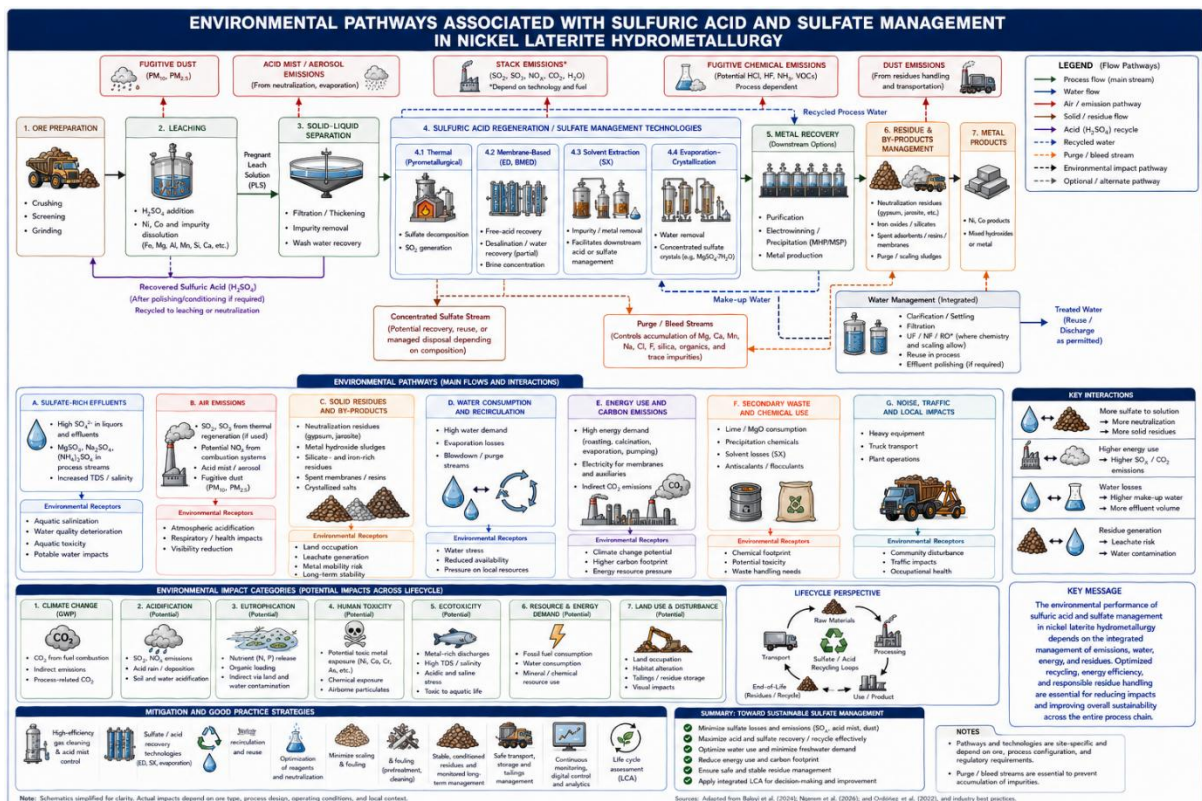 ENVIRONMENTAL PATHWAYS ASSOCIATED WITH SULFURIC ACID AND SULFATE MANAGEMENT
IN NICKEL LATERITE HYDROMETALLURGY
FUGITIVE DUST
(PM₁₀, PM₂.₅)
ACID MIST / AEROSOL
EMISSIONS
(From neutralization, evaporation)
STACK EMISSIONS*
(SO₂, SO₃, NOₓ, CO₂, H₂O)
*Depend on technology and fuel
FUGITIVE CHEMICAL EMISSIONS
(Potential HCl, HF, NH₃, VOCs)
Process dependent
DUST EMISSIONS
(From residues handling
and transportation)
LEGEND (Flow Pathways)
Process flow (main stream)
Water flow
Air / emission pathway
Solid / residue flow
Acid (H₂SO₄) recycle
Recycled water
Purge / bleed stream
Environmental impact pathway
Optional / alternate pathway
Recycled Process Water
1. ORE PREPARATION
• Crushing
• Screening
• Grinding
2. LEACHING
• H₂SO₄ addition
• Ni, Co and impurity
dissolution
(Fe, Mg, Al, Mn, Si, Ca, etc.)
Pregnant
Leach
Solution
(PLS)
3. SOLID-LIQUID
SEPARATION
• Filtration / Thickening
• Impurity removal
• Wash water recovery
4. SULFURIC ACID REGENERATION / SULFATE MANAGEMENT TECHNOLOGIES
4.1 Thermal
(Pyrometallurgical)
• Sulfate decomposition
• SO₂ generation
4.2 Membrane-Based
(ED, BMED)
• Free-acid recovery
• Desalination / water
recovery (partial)
• Brine concentration
4.3 Solvent Extraction
(SX)
• Impurity / metal removal
• Facilitates downstream
acid or sulfate
management
4.4 Evaporation–
Crystallization
• Water removal
• Concentrated sulfate
crystals (e.g., MgSO₄·7H₂O)
5. METAL RECOVERY
(Downstream Options)
• Purification
• Electrowinning /
Precipitation (MHP/MSP)
• Metal production
6. RESIDUE &
BY-PRODUCTS
MANAGEMENT
• Neutralization residues
(gypsum, jarosite, etc.)
• Iron oxides / silicates
• Spent adsorbents / resins /
membranes
• Purge / scaling sludges
7. METAL
PRODUCTS
• Ni, Co products
• Mixed hydroxides
or metal
Recovered Sulfuric Acid (H₂SO₄)
(After polishing/conditioning if required)
Recycled to leaching or neutralization
Make-up Water
Concentrated Sulfate
Stream
(Potential recovery, reuse, or
managed disposal depending
on composition)
Purge / Bleed Streams
(Controls accumulation of Mg, Ca, Mn,
Na, Cl, F, silica, organics, and
trace impurities)
Water Management (Integrated)
• Clarification / Settling
• Filtration
• UF / NF / RO* (where chemistry
and scaling allow)
• Reuse in process
• Effluent polishing (if required)
Treated Water
(Reuse /
Discharge
as permitted)
ENVIRONMENTAL PATHWAYS (MAIN FLOWS AND INTERACTIONS)
A. SULFATE-RICH EFFLUENTS
• High SO₄²⁻ in liquors
and effluents
• MgSO₄, Na₂SO₄,
(NH₄)₂SO₄ in
process streams
• Increased TDS / salinity
Environmental Receptors
• Aquatic salinization
• Water quality deterioration
• Aquatic toxicity
• Potable water impacts
B. AIR EMISSIONS
• SO₂, SO₃ from thermal
regeneration (if used)
• Potential NOₓ from
combustion systems
• Acid mist / aerosol
• Fugitive dust
(PM₁₀, PM₂.₅)
Environmental Receptors
• Atmospheric acidification
• Respiratory / health impacts
• Visibility reduction
C. SOLID RESIDUES
AND BY-PRODUCTS
• Neutralization residues
(gypsum, jarosite)
• Metal hydroxide sludges
• Silicate - and iron-rich
residues
• Spent membranes / resins
• Crystallized salts
Environmental Receptors
• Land occupation
• Leachate generation
• Metal mobility risk
• Long-term stability
D. WATER CONSUMPTION
AND RECIRCULATION
• High water demand
• Evaporation losses
• Blowdown / purge
streams
Environmental Receptors
• Water stress
• Reduced availability
• Pressure on local resources
E. ENERGY USE AND
CARBON EMISSIONS
• High energy demand
(roasting, calcination,
evaporation, pumping)
• Electricity for membranes
and auxiliaries
• Indirect CO₂ emissions
CO₂
Environmental Receptors
• Climate change potential
• Higher carbon footprint
• Energy resource pressure
F. SECONDARY WASTE
AND CHEMICAL USE
• Lime / MgO consumption
• Precipitation chemicals
• Solvent losses (SX)
• Antiscalants / flocculants
Environmental Receptors
• Chemical footprint
• Potential toxicity
• Waste handling needs
G. NOISE, TRAFFIC
AND LOCAL IMPACTS
• Heavy equipment
• Truck transport
• Plant operations
Environmental Receptors
• Community disturbance
• Traffic impacts
• Occupational health
KEY INTERACTIONS
More sulfate to solution
→ More neutralization
→ More solid residues
Higher energy use
→ Higher SOₓ / CO₂
emissions
Water losses
→ Higher make-up water
→ More effluent volume
Residue generation
→ Leachate risk
→ Water contamination
ENVIRONMENTAL IMPACT CATEGORIES (POTENTIAL IMPACTS ACROSS LIFECYCLE)
1. CLIMATE CHANGE
(GWP)
CO₂
• CO₂ from fuel combustion
• Indirect emissions
• Process-related CO₂
2. ACIDIFICATION
(Potential)
• SO₂, NOₓ emissions
• Acid rain / deposition
• Soil and water acidification
3. EUTROPHICATION
(Potential)
• Nutrient (N, P) release
• Organic loading
• Indirect via land and
water contamination
4. HUMAN TOXICITY
(Potential)
• Potential toxic metal
exposure (Ni, Co, Cr,
As, etc.)
• Chemical exposure
• Airborne particulates
5. ECOTOXICITY
(Potential)
• Metal-rich discharges
• High TDS / salinity
• Acidic and saline
stress
• Toxic to aquatic life
6. RESOURCE & ENERGY
DEMAND (Potential)
• Fossil fuel consumption
• Water consumption
• Mineral / chemical
resource use
7. LAND USE & DISTURBANCE
(Potential)
• Land occupation
• Habitat alteration
• Tailings / residue storage
• Visual impacts
LIFECYCLE PERSPECTIVE
Raw Materials
Processing
Use / Product
End-of-Life
(Residues / Recycle)
Transport
Sulfate / Acid
Recycling Loops
KEY MESSAGE
The environmental performance of
sulfuric acid and sulfate management
in nickel laterite hydrometallurgy
depends on the integrated
management of emissions, water,
energy, and residues. Optimized
recycling, energy efficiency,
and responsible residue handling
are essential for reducing impacts
and improving overall sustainability
across the entire process chain.
MITIGATION AND GOOD PRACTICE STRATEGIES
High-efficiency
gas cleaning
& acid mist
control
Sulfate / acid
recovery
technologies
(ED, SX, evaporation)
recirculation
and reuse
Optimization
of reagents
and neutralization
Minimize scaling
& fouling
& fouling
(pretreatment,
cleaning)
Stable, conditioned
residues and
monitored long-
term management
Safe transport,
storage and
tailings
management
Continuous
monitoring,
digital control
and analytics
Life cycle
assessment
(LCA)
SUMMARY: TOWARD SUSTAINABLE SULFATE MANAGEMENT
Minimize sulfate losses and emissions (SOₓ, acid mist, dust)
Maximize acid and sulfate recovery / recycle effectively
Optimize water use and minimize freshwater demand
Reduce energy use and carbon footprint
Ensure safe and stable residue management
Apply integrated LCA for decision-making and improvement
NOTES
• Pathways and technologies are site-specific and
depend on ore, process configuration, and
regulatory requirements.
• Purge / bleed streams are essential to prevent
accumulation of impurities.
Note: Schematics simplified for clarity. Actual impacts depend on ore type, process design, operating conditions, and local context.
Sources: Adapted from et al. (2024); et al. (2026); and Ordóñez et al. (2022), and industry best practices.